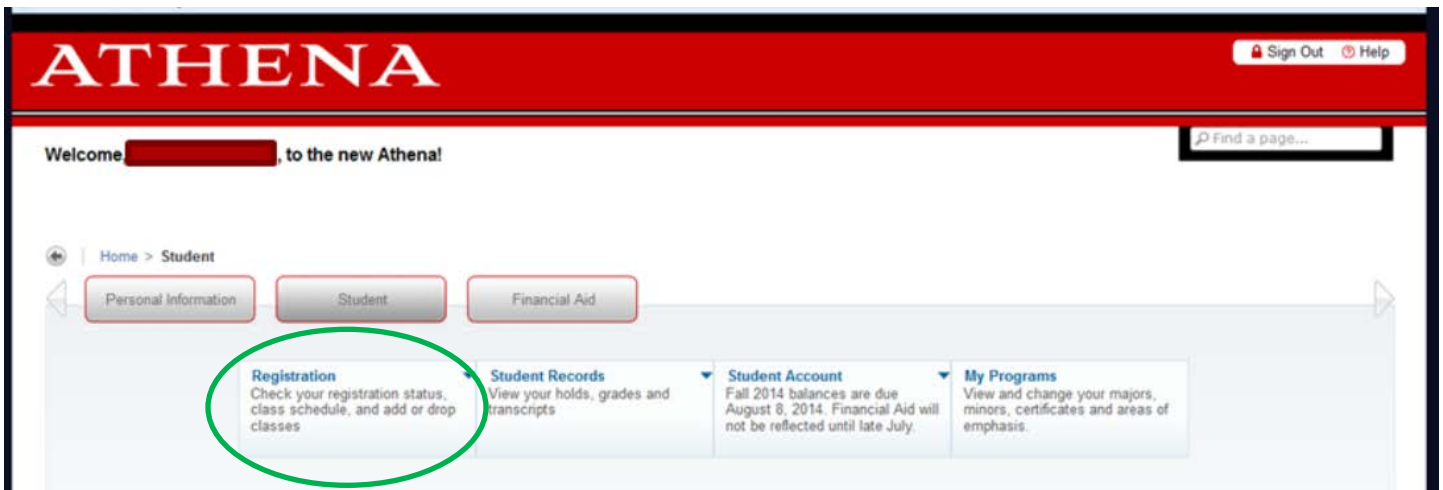 ATHENA
Sign Out Help
Find a page...
Welcome, , to the new Athena!
Home > Student
Personal Information Student Financial Aid
Registration
Check your registration status,
class schedule, and add or drop
classes
Student Records
View your holds, grades and
transcripts
Student Account
Fall 2014 balances are due
August 8, 2014. Financial Aid will
not be reflected until late July.
My Programs
View and change your majors,
minors, certificates and areas of
emphasis.